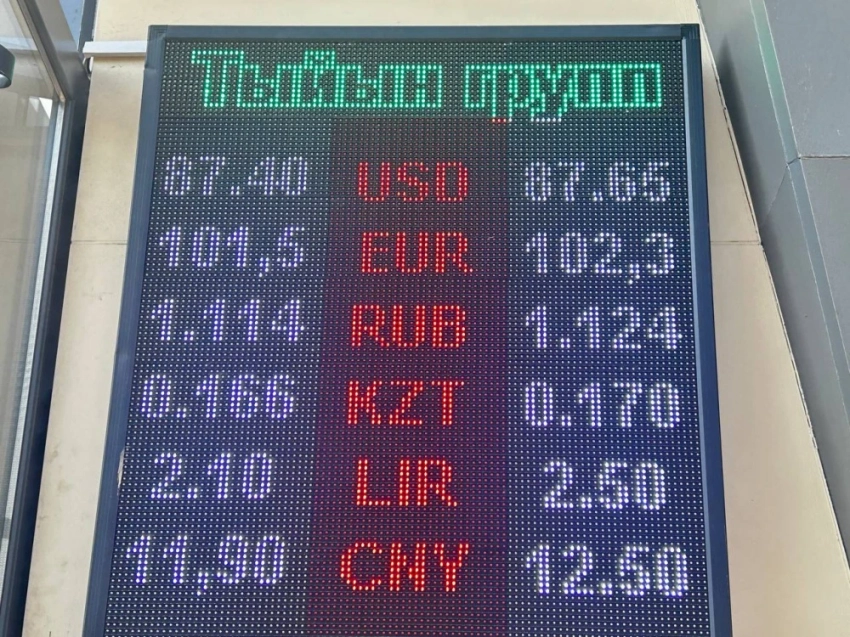 Тыйын групп
87.40 USD 87.65
101,5 EUR 102,3
1.114 RUB 1.124
0.166 KZT 0.170
2.10 LIR 2.50
11,90 CNY 12.50